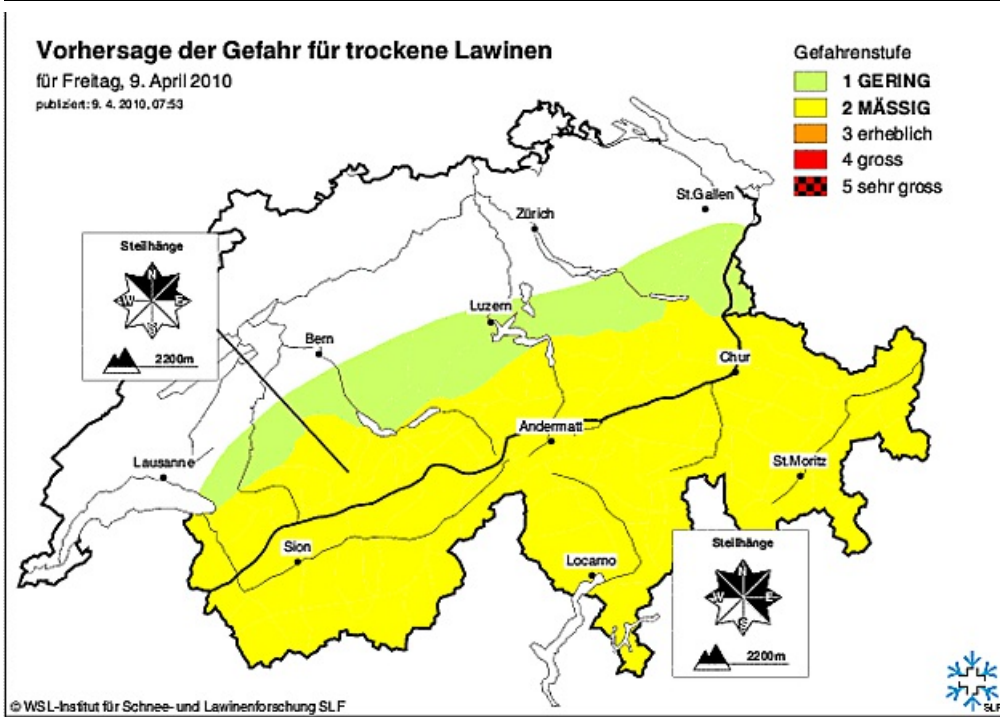 Vorhersage der Gefahr für trockene Lawinen
für Freitag, 9. April 2010
publiziert: 9. 4. 2010, 07:53
Gefahrenstufe
1 GERING
2 MÄSSIG
3 erheblich
4 gross
5 sehr gross
St.Gallen
Zürich
Steilhänge
N
W E
S
2200m
Luzern
Bern
Chur
Andermatt
Lausanne
St.Moritz
Sion
Locarno
Steilhänge
N
W E
S
2200m
© WSL-Institut für Schnee- und Lawinenforschung SLF
SLF